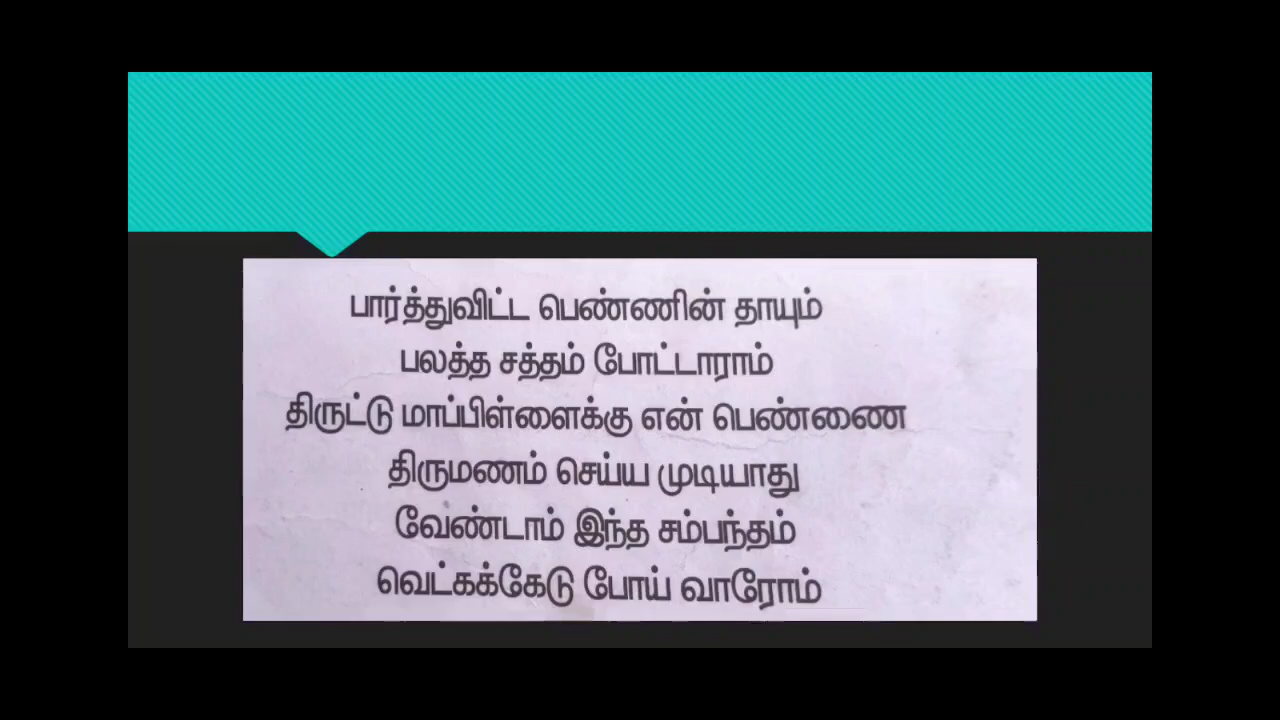 பார்த்துவிட்ட பெண்ணின் தாயும்
பலத்த சத்தம் போட்டாராம்
திருட்டு மாப்பிள்ளைக்கு என் பெண்ணை
திருமணம் செய்ய முடியாது
வேண்டாம் இந்த சம்பந்தம்
வெட்கக்கேடு போய் வாரோம்